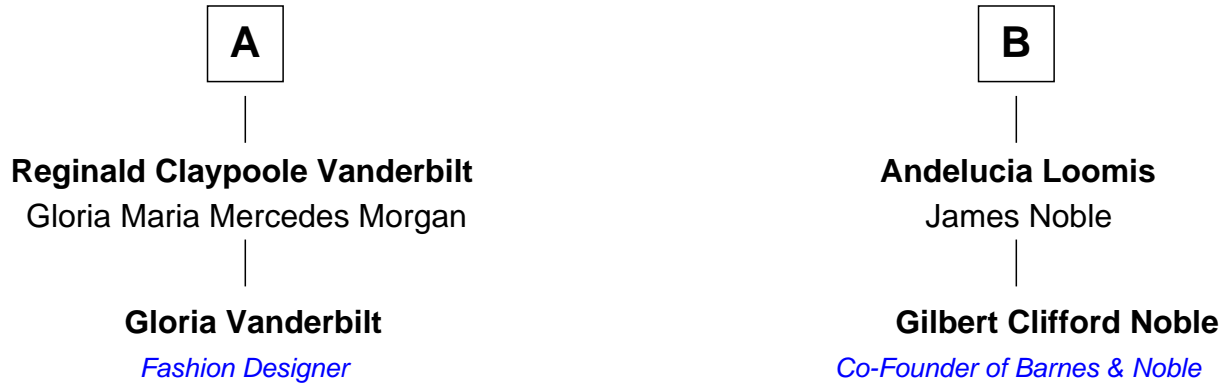 A
B
Reginald Claypoole Vanderbilt
Gloria Maria Mercedes Morgan
Andelucia Loomis
James Noble
Gloria Vanderbilt
Fashion Designer
Gilbert Clifford Noble
Co-Founder of Barnes & Noble